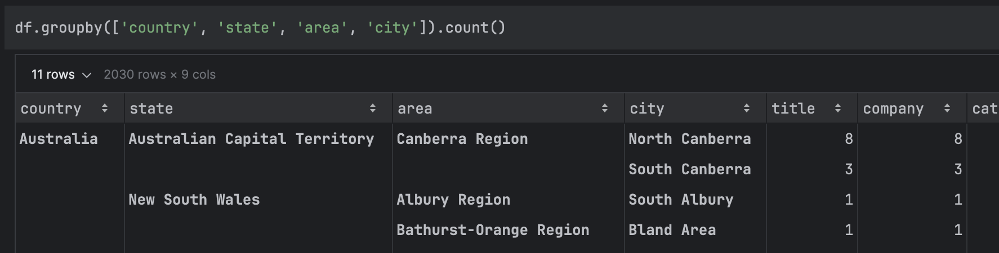 df.groupby(['country', 'state', 'area', 'city']).count()
11 rows 2030 rows × 9 cols
country state area city title company cat
Australia Australian Capital Territory Canberra Region North Canberra 8 8
South Canberra 3 3
New South Wales Albury Region South Albury 1 1
Bathurst-Orange Region Bland Area 1 1